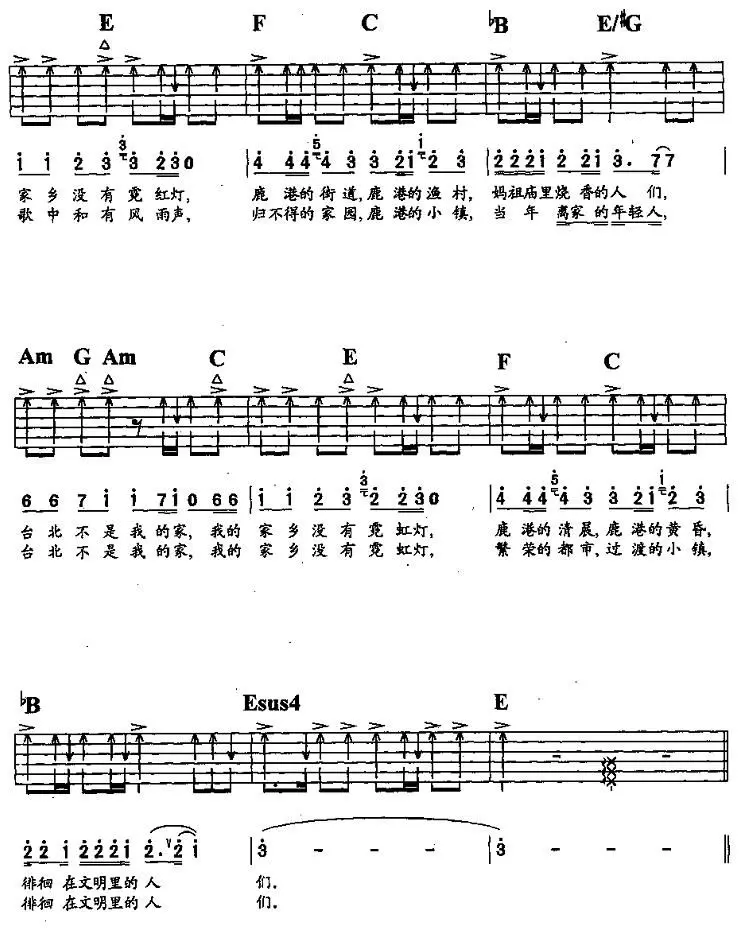 E F C ♭B E/♯G
i i 2 3 3 3 2 3 0 | 4 4 4 5 4 3 3 2 i i 2 3 | 2 2 2 i 2 2 i 3. 7 7 |
家 乡 没 有 霓 红 灯, 鹿 港 的 街 道, 鹿 港 的 渔 村, 妈 祖 庙 里 烧 香 的 人 们,
歌 中 和 有 风 雨 声, 归 不 得 的 家 园, 鹿 港 的 小 镇, 当 年 离 家 的 年 轻 人,
Am G Am C E F C
6 6 7 i i 7 i 0 6 6 | i i 2 3 3 2 2 3 0 | 4 4 4 5 4 3 3 2 i i 2 3
台 北 不 是 我 的 家, 我 的 家 乡 没 有 霓 虹 灯, 鹿 港 的 清 晨, 鹿 港 的 黄 昏,
台 北 不 是 我 的 家, 我 的 家 乡 没 有 霓 虹 灯, 繁 荣 的 都 市, 过 渡 的 小 镇,
♭B Esus4 E
2 2 i 2 2 2 i 2. V 2 i | 3 - - - | 3 - - - ‖
徘 徊 在 文 明 里 的 人 们。
徘 徊 在 文 明 里 的 人 们。